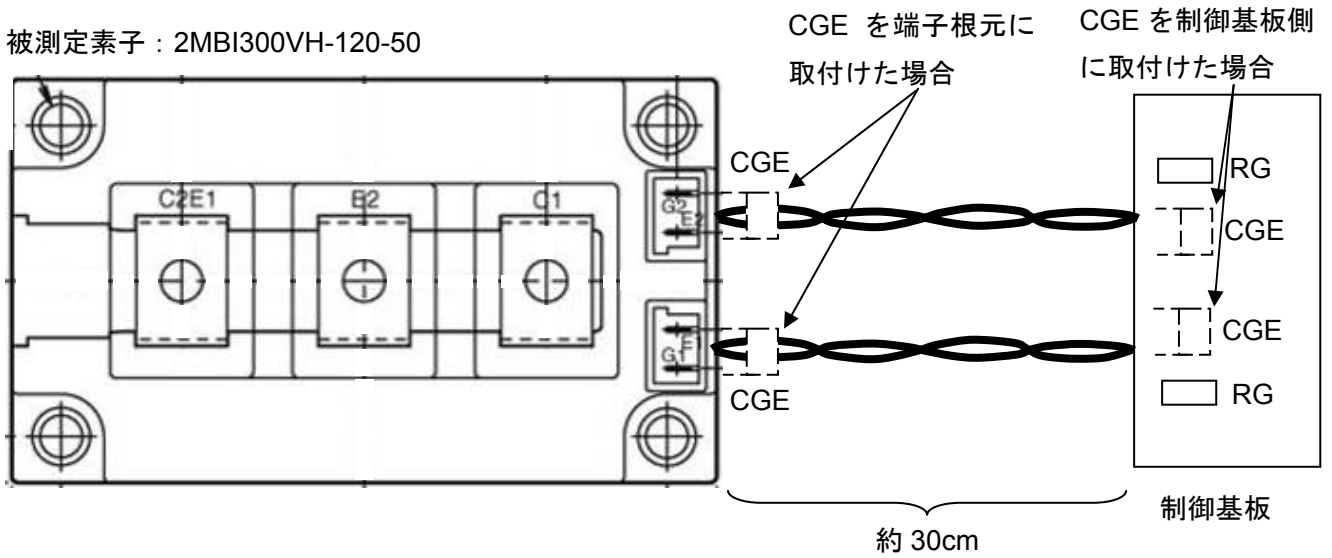 被測定素子：2MBI300VH-120-50
CGE を端子根元に
取付けた場合
CGE を制御基板側
に取付けた場合
C2E1
E2
C1
G2
E2
E1
G1
CGE
CGE
RG
CGE
CGE
RG
約 30cm
制御基板